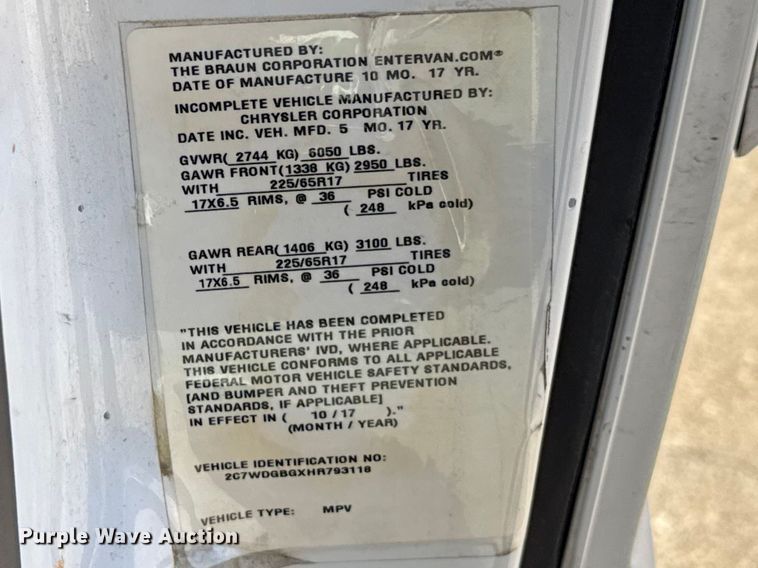 MANUFACTURED BY:
THE BRAUN CORPORATION ENTERVAN.COM®
DATE OF MANUFACTURE 10 MO. 17 YR.
INCOMPLETE VEHICLE MANUFACTURED BY:
CHRYSLER CORPORATION
DATE INC. VEH. MFD. 5 MO. 17 YR.
GVWR( 2744 KG) 6050 LBS.
GAWR FRONT(1338 KG) 2950 LBS.
WITH 225/65R17 TIRES
17X6.5 RIMS, @ 36 PSI COLD
( 248 kPa cold)
GAWR REAR(1406 KG) 3100 LBS.
WITH 225/65R17 TIRES
17X6.5 RIMS, @ 36 PSI COLD
( 248 kPa cold)
"THIS VEHICLE HAS BEEN COMPLETED
IN ACCORDANCE WITH THE PRIOR
MANUFACTURERS' IVD, WHERE APPLICABLE.
THIS VEHICLE CONFORMS TO ALL APPLICABLE
FEDERAL MOTOR VEHICLE SAFETY STANDARDS,
[AND BUMPER AND THEFT PREVENTION
STANDARDS, IF APPLICABLE]
IN EFFECT IN ( 10 / 17 )."
(MONTH / YEAR)
VEHICLE IDENTIFICATION NO:
2C7WDGBGXHR793118
VEHICLE TYPE: MPV
Purple Wave Auction